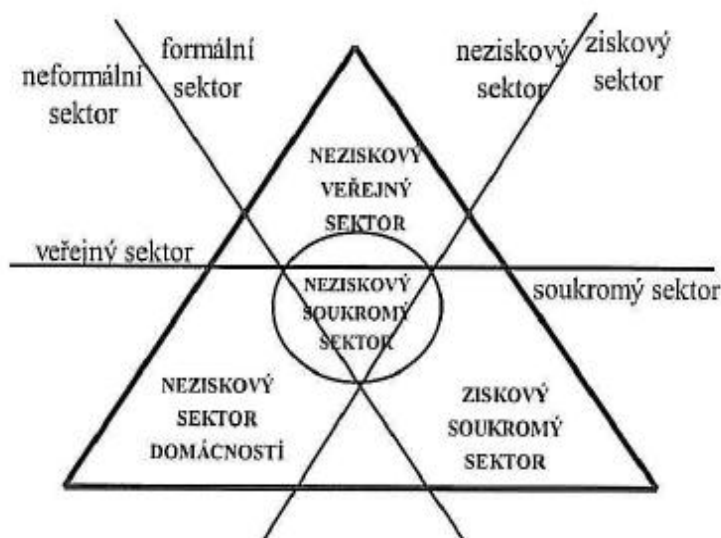 formální
sektor
neformální
sektor
neziskový
sektor
ziskový
sektor
NEZISKOVÝ
VEŘEJNÝ
SEKTOR
veřejný sektor
soukromý sektor
NEZISKOVÝ
SOUKROMÝ
SEKTOR
NEZISKOVÝ
SEKTOR
DOMÁCNOSTÍ
ZISKOVÝ
SOUKROMÝ
SEKTOR